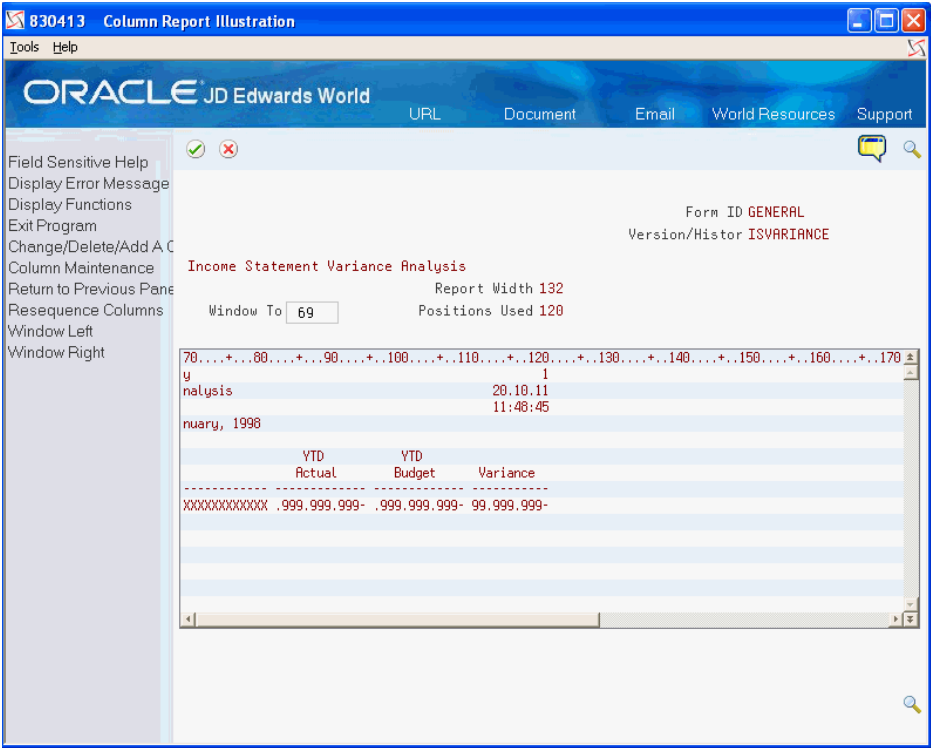 830413 Column Report Illustration
Tools Help
ORACLE JD Edwards World
URL Document Email World Resources Support
Field Sensitive Help
Display Error Message
Display Functions
Exit Program
Change/Delete/Add A C
Column Maintenance
Return to Previous Pane
Resequence Columns
Window Left
Window Right
Form ID GENERAL
Version/Histor ISVARIANCE
Income Statement Variance Analysis
Report Width 132
Window To 69 Positions Used 120
70....+...80....+...90....+..100....+..110....+..120....+..130....+..140....+..150....+..160....+..170
y 1
nalysis 20.10.11
11:48:45
nuary, 1998
YTD YTD
Actual Budget Variance
------------ ------------- ------------- -----------
XXXXXXXXXXXX .999.999.999- .999.999.999- 99.999.999-